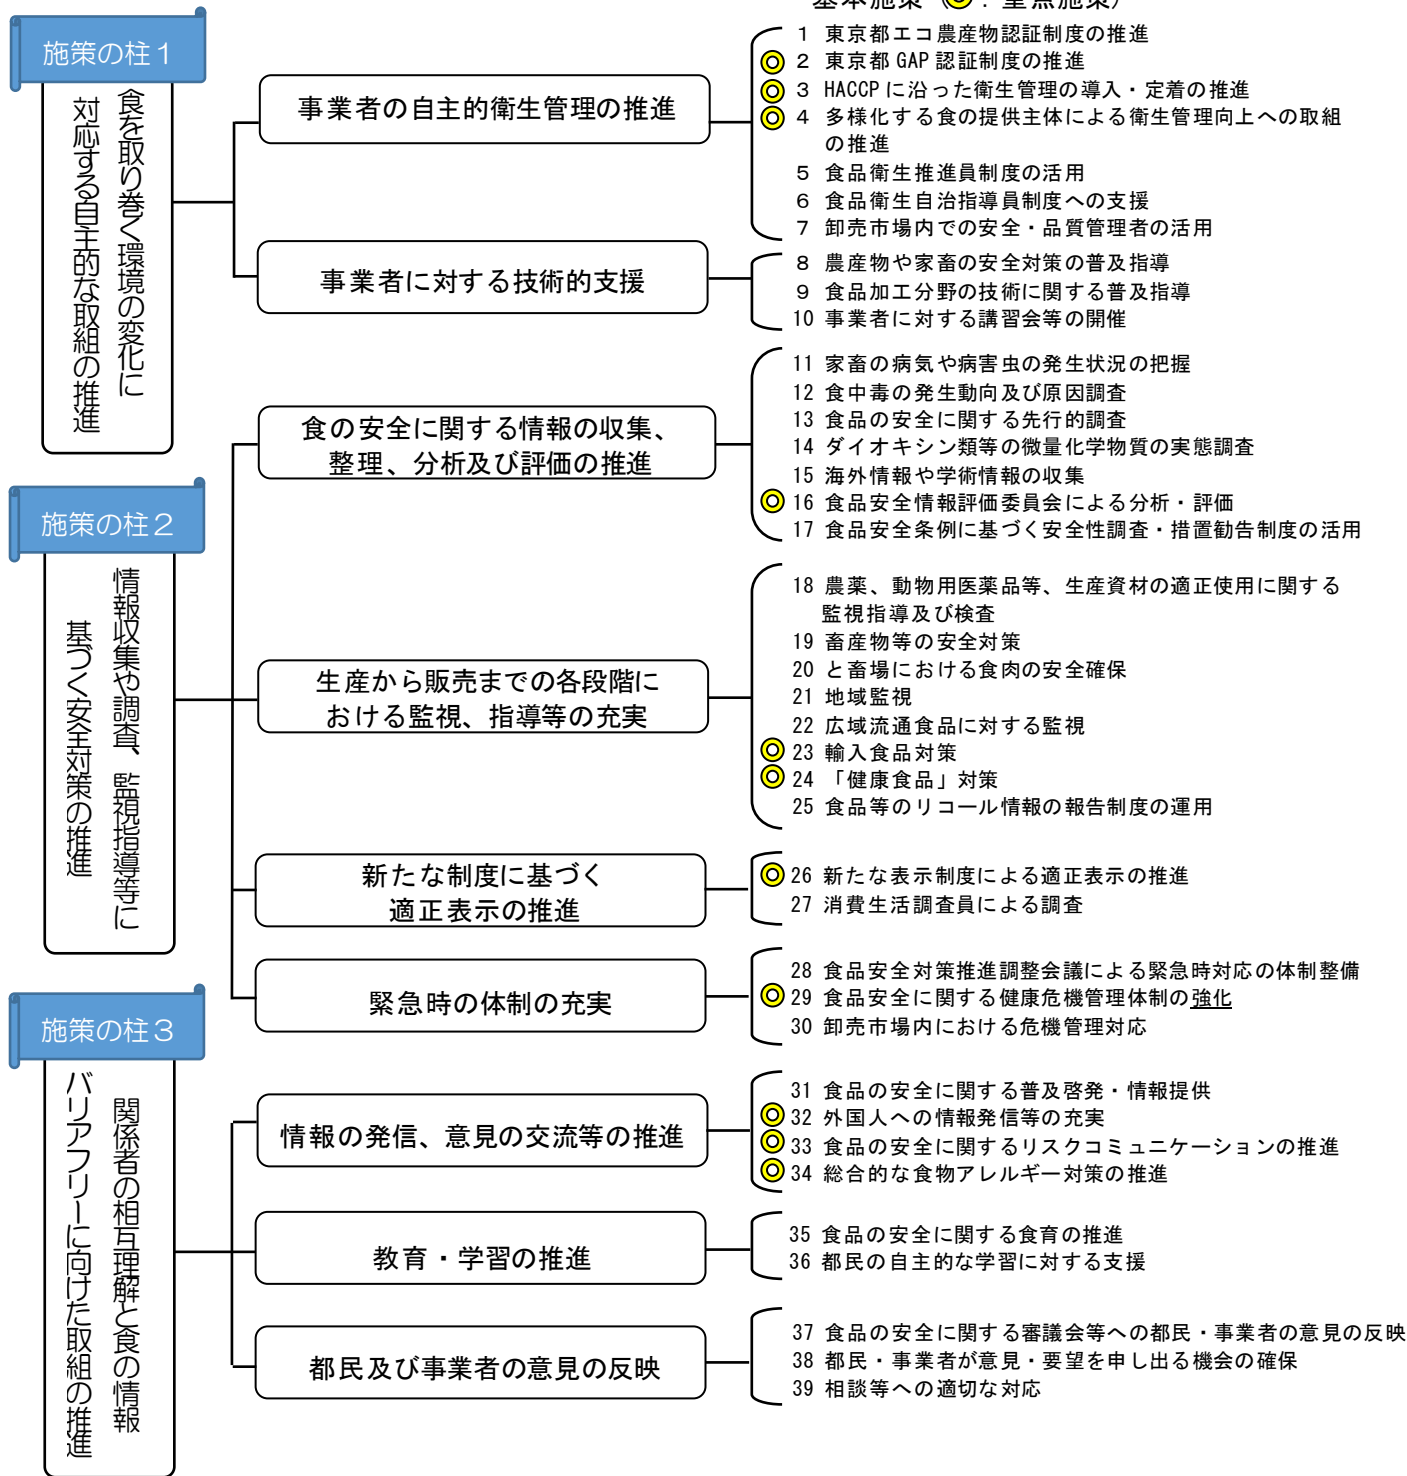 基本施策（◎：重点施策）
施策の柱１
食を取り巻く環境の変化に
対応する自主的な取組の推進
事業者の自主的衛生管理の推進
1 東京都エコ農産物認証制度の推進
◎ 2 東京都 GAP 認証制度の推進
◎ 3 HACCP に沿った衛生管理の導入・定着の推進
◎ 4 多様化する食の提供主体による衛生管理向上への取組
の推進
5 食品衛生推進員制度の活用
6 食品衛生自治指導員制度への支援
7 卸売市場内での安全・品質管理者の活用
事業者に対する技術的支援
8 農産物や家畜の安全対策の普及指導
9 食品加工分野の技術に関する普及指導
10 事業者に対する講習会等の開催
施策の柱２
情報収集や調査、監視指導等に
基づく安全対策の推進
食の安全に関する情報の収集、
整理、分析及び評価の推進
11 家畜の病気や病害虫の発生状況の把握
12 食中毒の発生動向及び原因調査
13 食品の安全に関する先行的調査
14 ダイオキシン類等の微量化学物質の実態調査
15 海外情報や学術情報の収集
◎ 16 食品安全情報評価委員会による分析・評価
17 食品安全条例に基づく安全性調査・措置勧告制度の活用
生産から販売までの各段階に
おける監視、指導等の充実
18 農薬、動物用医薬品等、生産資材の適正使用に関する
監視指導及び検査
19 畜産物等の安全対策
20 と畜場における食肉の安全確保
21 地域監視
22 広域流通食品に対する監視
◎ 23 輸入食品対策
◎ 24 「健康食品」対策
25 食品等のリコール情報の報告制度の運用
新たな制度に基づく
適正表示の推進
◎ 26 新たな表示制度による適正表示の推進
27 消費生活調査員による調査
緊急時の体制の充実
28 食品安全対策推進調整会議による緊急時対応の体制整備
◎ 29 食品安全に関する健康危機管理体制の強化
30 卸売市場内における危機管理対応
施策の柱３
関係者の相互理解と食の情報
バリアフリーに向けた取組の推進
情報の発信、意見の交流等の推進
31 食品の安全に関する普及啓発・情報提供
◎ 32 外国人への情報発信等の充実
◎ 33 食品の安全に関するリスクコミュニケーションの推進
◎ 34 総合的な食物アレルギー対策の推進
教育・学習の推進
35 食品の安全に関する食育の推進
36 都民の自主的な学習に対する支援
都民及び事業者の意見の反映
37 食品の安全に関する審議会等への都民・事業者の意見の反映
38 都民・事業者が意見・要望を申し出る機会の確保
39 相談等への適切な対応